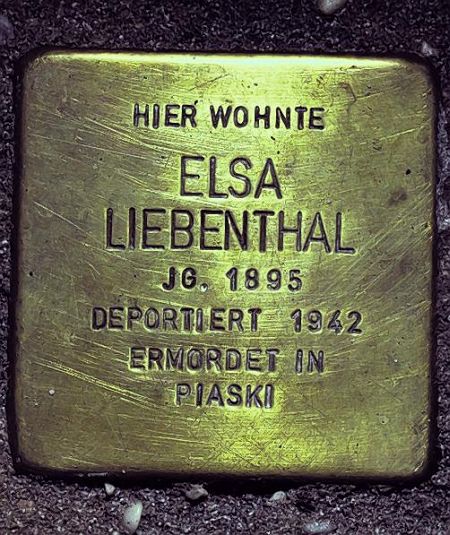 HIER WOHNTE
ELSA
LIEBENTHAL
JG. 1895
DEPORTIERT 1942
ERMORDET IN
PIASKI